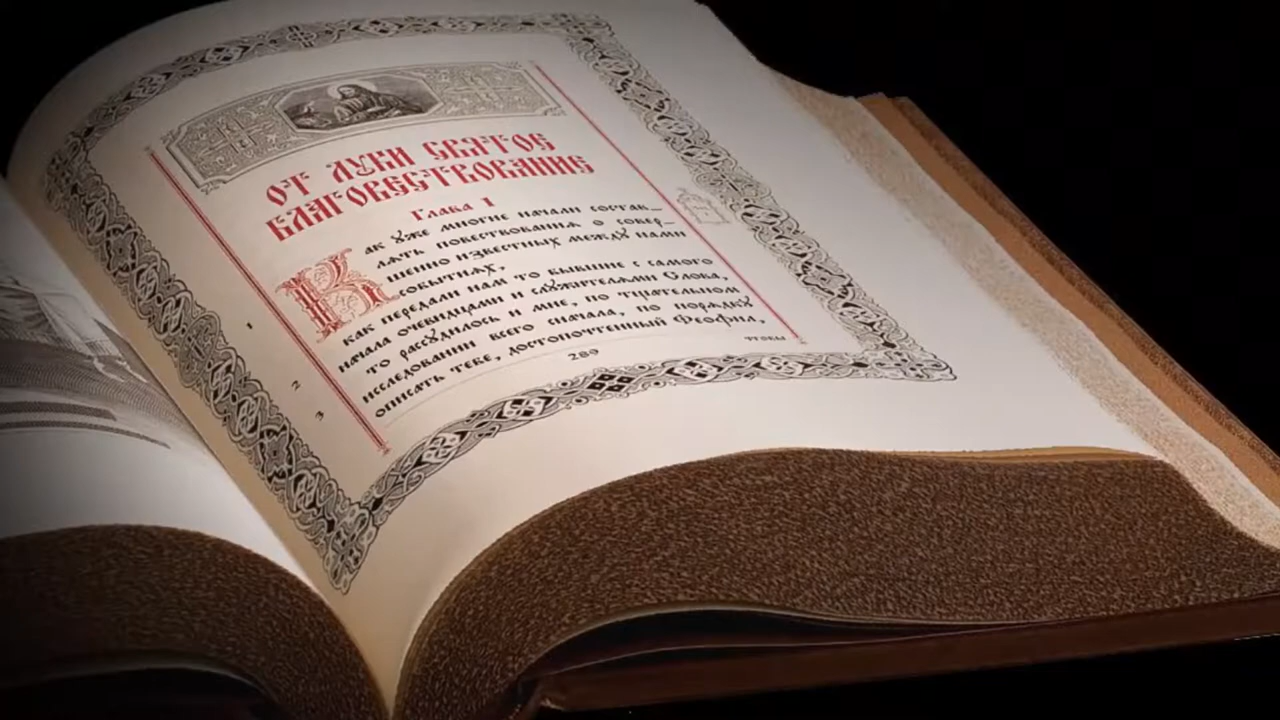 ОТ ЛУКИ СВЯТОЕ
БЛАГОВЕСТВОВАНИЕ
Глава 1
Как уже многие начали состав-
лять повествования о совер-
шенно известных между нами
событиях,
1
как передали нам то бывшие с самого
начала очевидцами и служителями Слова,
2
то рассудилось и мне, по тщательном
исследовании всего сначала, по порядку
3
описать тебе, достопочтенный Феофил,
289
чтобы